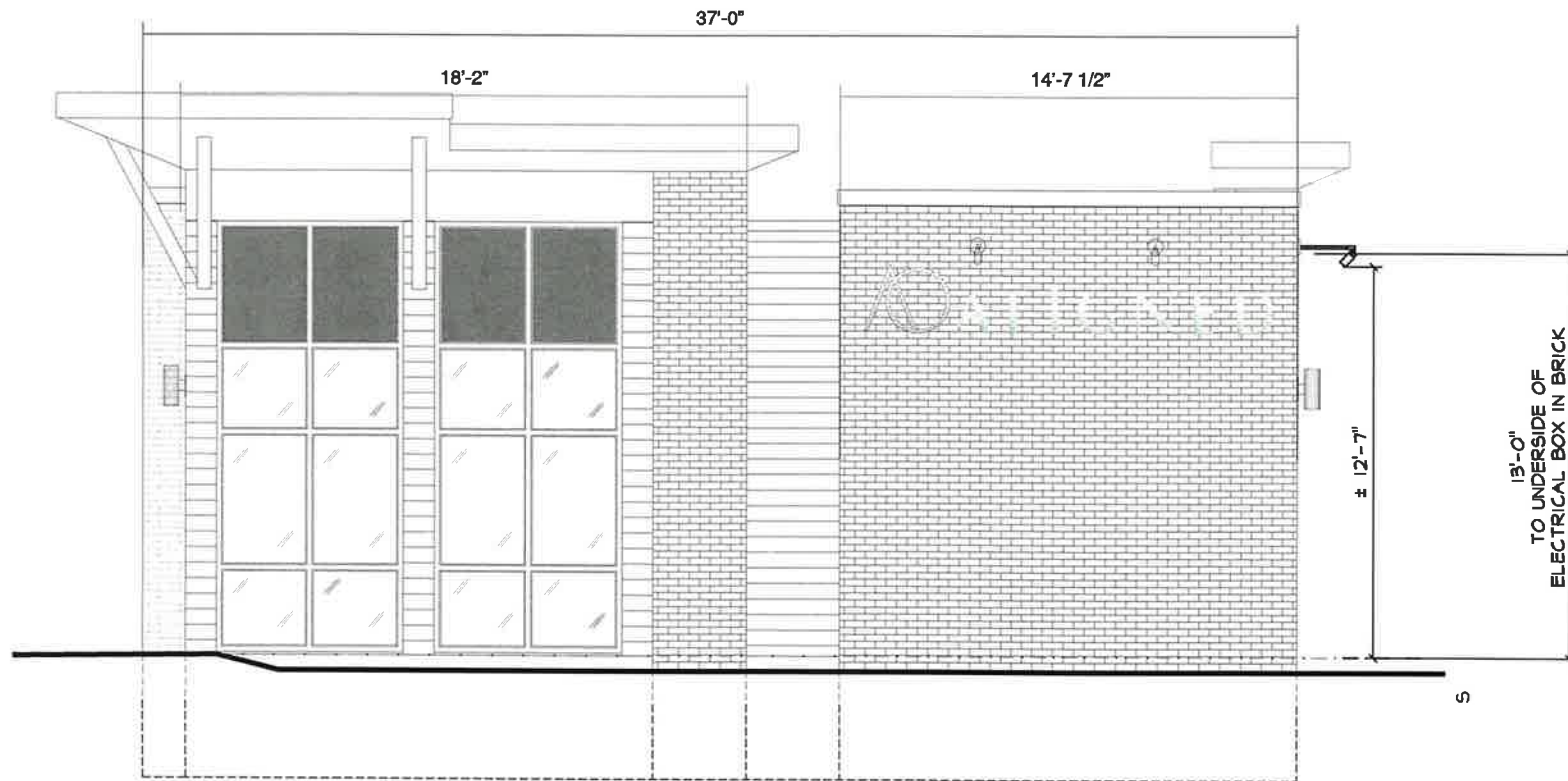 37'-0"
18'-2"
14'-7 1/2"
ALIGNED
± 12'-7"
13'-0"
TO UNDERSIDE OF
ELECTRICAL BOX IN BRICK
S